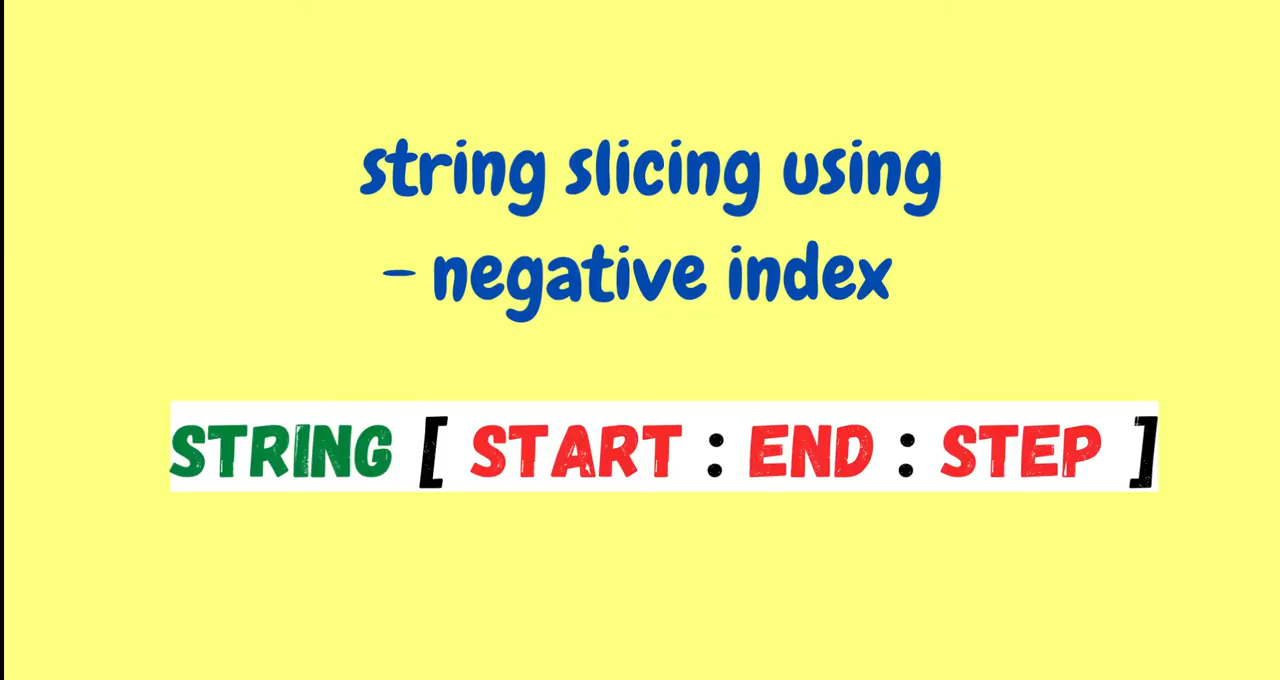 string slicing using
- negative index
STRING [ START : END : STEP ]